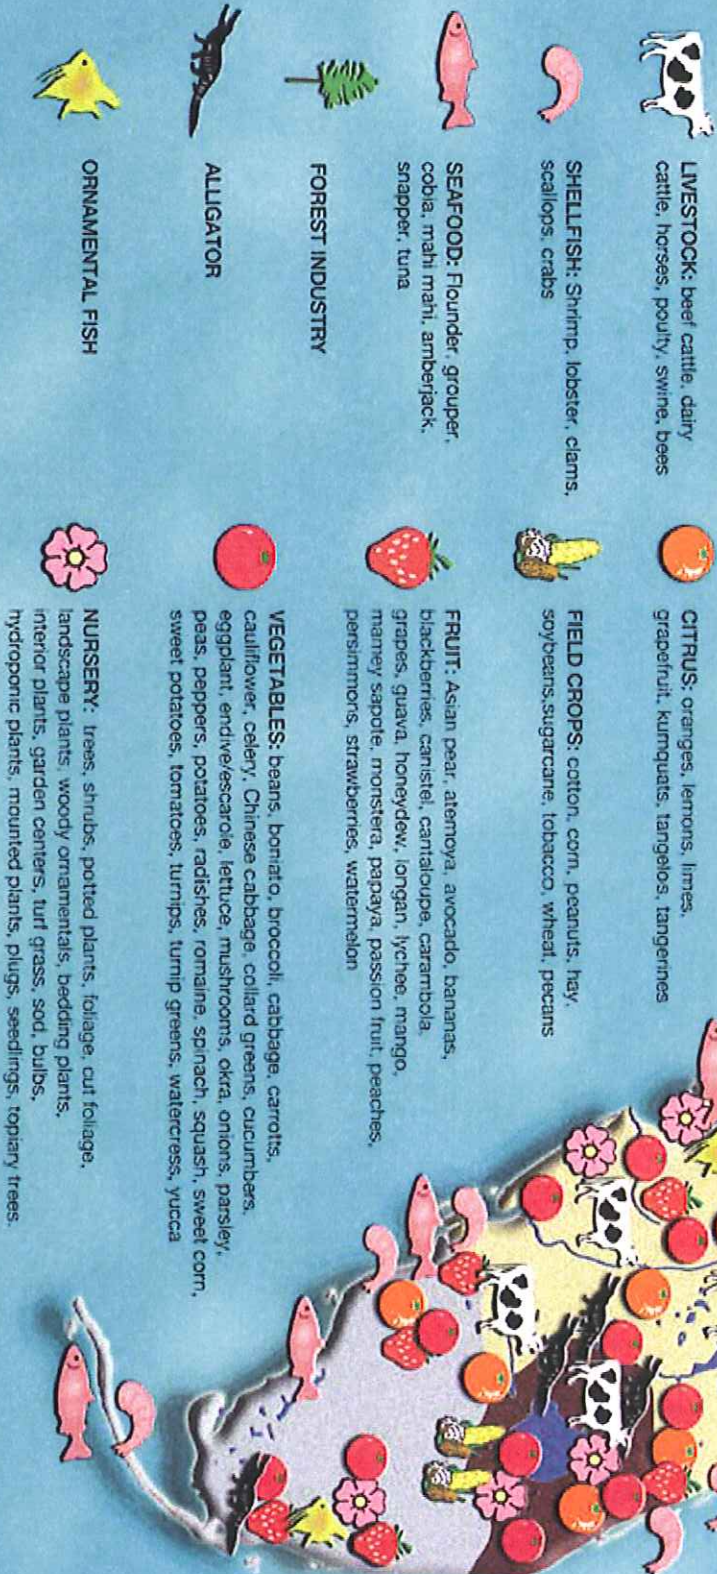 LIVESTOCK: beef cattle, dairy
cattle, horses, poulty, swine, bees
SHELLFISH: Shrimp, lobster, clams,
scallops, crabs
SEAFOOD: Flounder, grouper,
cobia, mahi mahi, amberjack,
snapper, tuna
FOREST INDUSTRY
ALLIGATOR
ORNAMENTAL FISH
CITRUS: oranges, lemons, limes,
grapefruit, kumquats, tangelos, tangerines
FIELD CROPS: cotton, corn, peanuts, hay,
soybeans,sugarcane, tobacco, wheat, pecans
FRUIT: Asian pear, atemoya, avocado, bananas,
blackberries, canistel, cantaloupe, carambola,
grapes, guava, honeydew, longan, lychee, mango,
mamey sapote, monstera, papaya, passion fruit, peaches,
persimmons, strawberries, watermelon
VEGETABLES: beans, boniato, broccoli, cabbage, carrotts,
cauliflower, celery, Chinese cabbage, collard greens, cucumbers,
eggplant, endive/escarole, lettuce, mushrooms, okra, onions, parsley,
peas, peppers, potatoes, radishes, romaine, spinach, squash, sweet corn,
sweet potatoes, tomatoes, turnips, turnip greens, watercress, yucca
NURSERY: trees, shrubs, potted plants, foliage, cut foliage,
landscape plants, woody ornamentals, bedding plants,
interior plants, garden centers, turf grass, sod, bulbs,
hydroponic plants, mounted plants, plugs, seedlings, topiary trees.